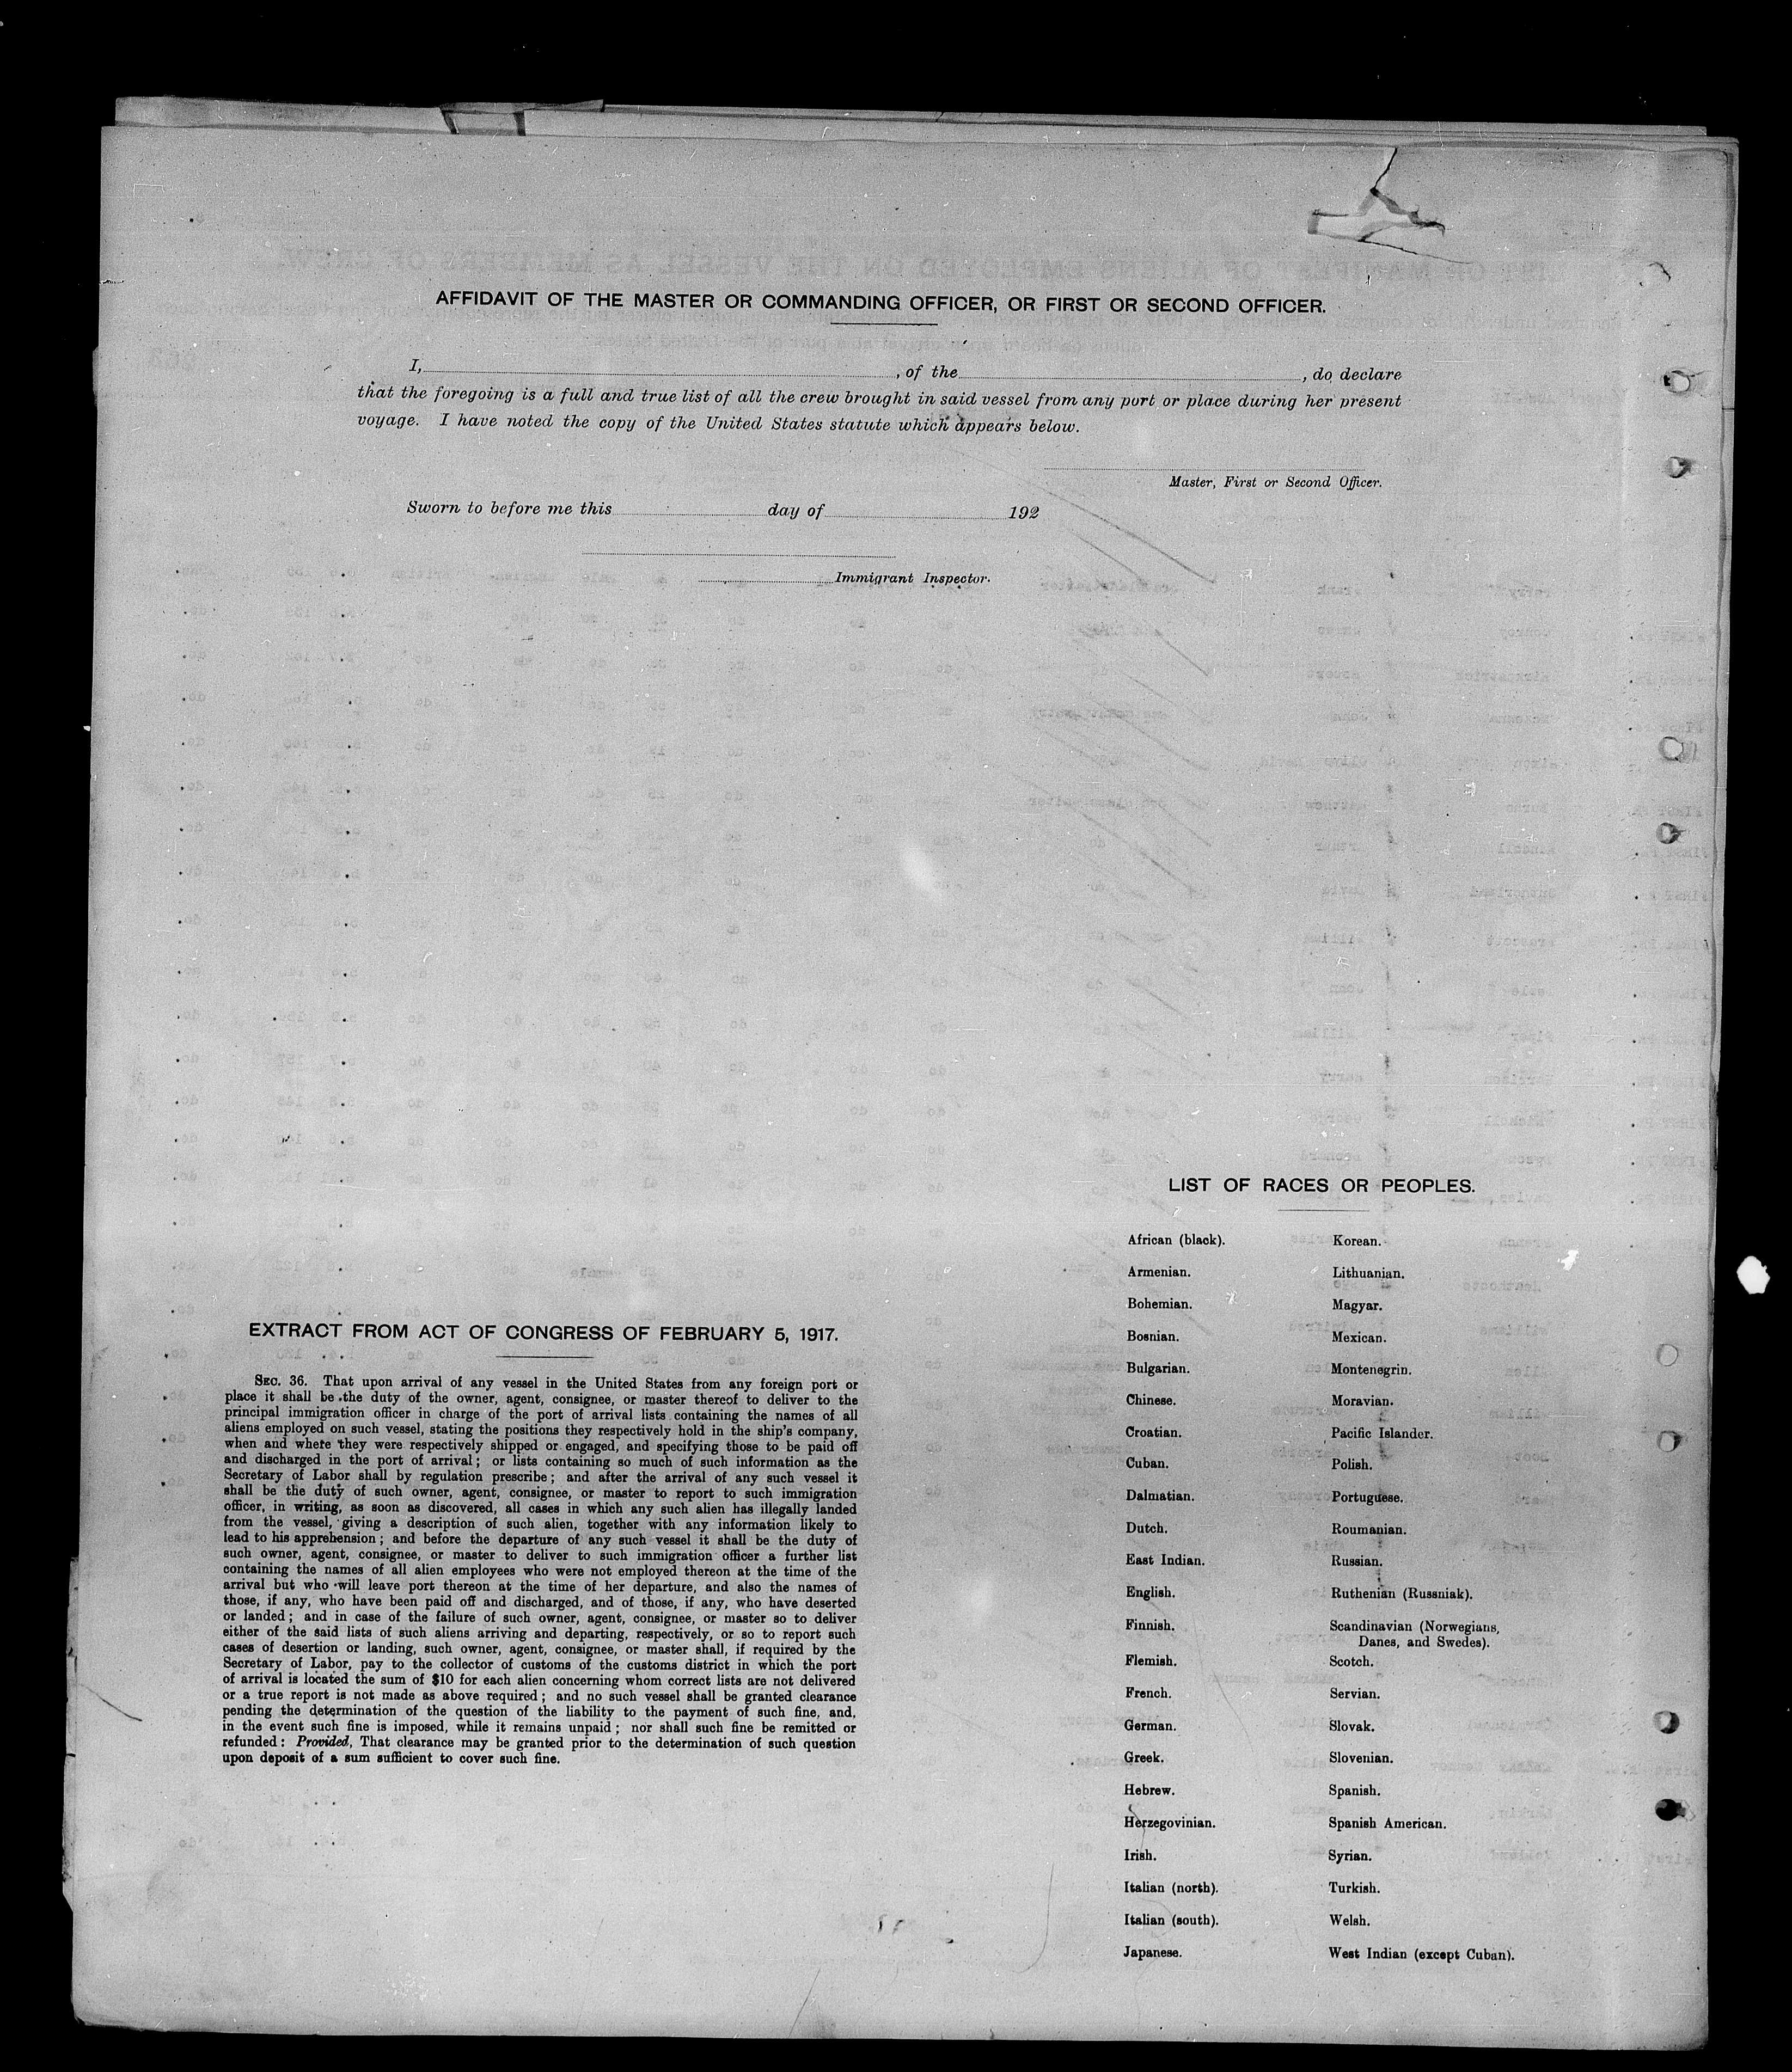 AFFIDAVIT OF THE MASTER OR COMMANDING OFFICER, OR FIRST OR SECOND OFFICER.
I, , of the , do declare
that the foregoing is a full and true list of all the crew brought in said vessel from any port or place during her present
voyage. I have noted the copy of the United States statute which appears below.
Master, First or Second Officer.
Sworn to before me this day of 192
Immigrant Inspector.
EXTRACT FROM ACT OF CONGRESS OF FEBRUARY 5, 1917.
SEC. 36. That upon arrival of any vessel in the United States from any foreign port or
place it shall be the duty of the owner, agent, consignee, or master thereof to deliver to the
principal immigration officer in charge of the port of arrival lists containing the names of all
aliens employed on such vessel, stating the positions they respectively hold in the ship's company,
when and where they were respectively shipped or engaged, and specifying those to be paid off
and discharged in the port of arrival; or lists containing so much of such information as the
Secretary of Labor shall by regulation prescribe; and after the arrival of any such vessel it
shall be the duty of such owner, agent, consignee, or master to report to such immigration
officer, in writing, as soon as discovered, all cases in which any such alien has illegally landed
from the vessel, giving a description of such alien, together with any information likely to
lead to his apprehension; and before the departure of any such vessel it shall be the duty of
such owner, agent, consignee, or master to deliver to such immigration officer a further list
containing the names of all alien employees who were not employed thereon at the time of the
arrival but who will leave port thereon at the time of her departure, and also the names of
those, if any, who have been paid off and discharged, and of those, if any, who have deserted
or landed; and in case of the failure of such owner, agent, consignee, or master so to deliver
either of the said lists of such aliens arriving and departing, respectively, or so to report such
cases of desertion or landing, such owner, agent, consignee, or master shall, if required by the
Secretary of Labor, pay to the collector of customs of the customs district in which the port
of arrival is located the sum of $10 for each alien concerning whom correct lists are not delivered
or a true report is not made as above required; and no such vessel shall be granted clearance
pending the determination of the question of the liability to the payment of such fine, and,
in the event such fine is imposed, while it remains unpaid; nor shall such fine be remitted or
refunded: Provided, That clearance may be granted prior to the determination of such question
upon deposit of a sum sufficient to cover such fine.
LIST OF RACES OR PEOPLES.
African (black).
Armenian.
Bohemian.
Bosnian.
Bulgarian.
Chinese.
Croatian.
Cuban.
Dalmatian.
Dutch.
East Indian.
English.
Finnish.
Flemish.
French.
German.
Greek.
Hebrew.
Herzegovinian.
Irish.
Italian (north).
Italian (south).
Japanese.
Korean.
Lithuanian.
Magyar.
Mexican.
Montenegrin.
Moravian.
Pacific Islander.
Polish.
Portuguese.
Roumanian.
Russian.
Ruthenian (Russniak).
Scandinavian (Norwegians,
Danes, and Swedes).
Scotch.
Servian.
Slovak.
Slovenian.
Spanish.
Spanish American.
Syrian.
Turkish.
Welsh.
West Indian (except Cuban).